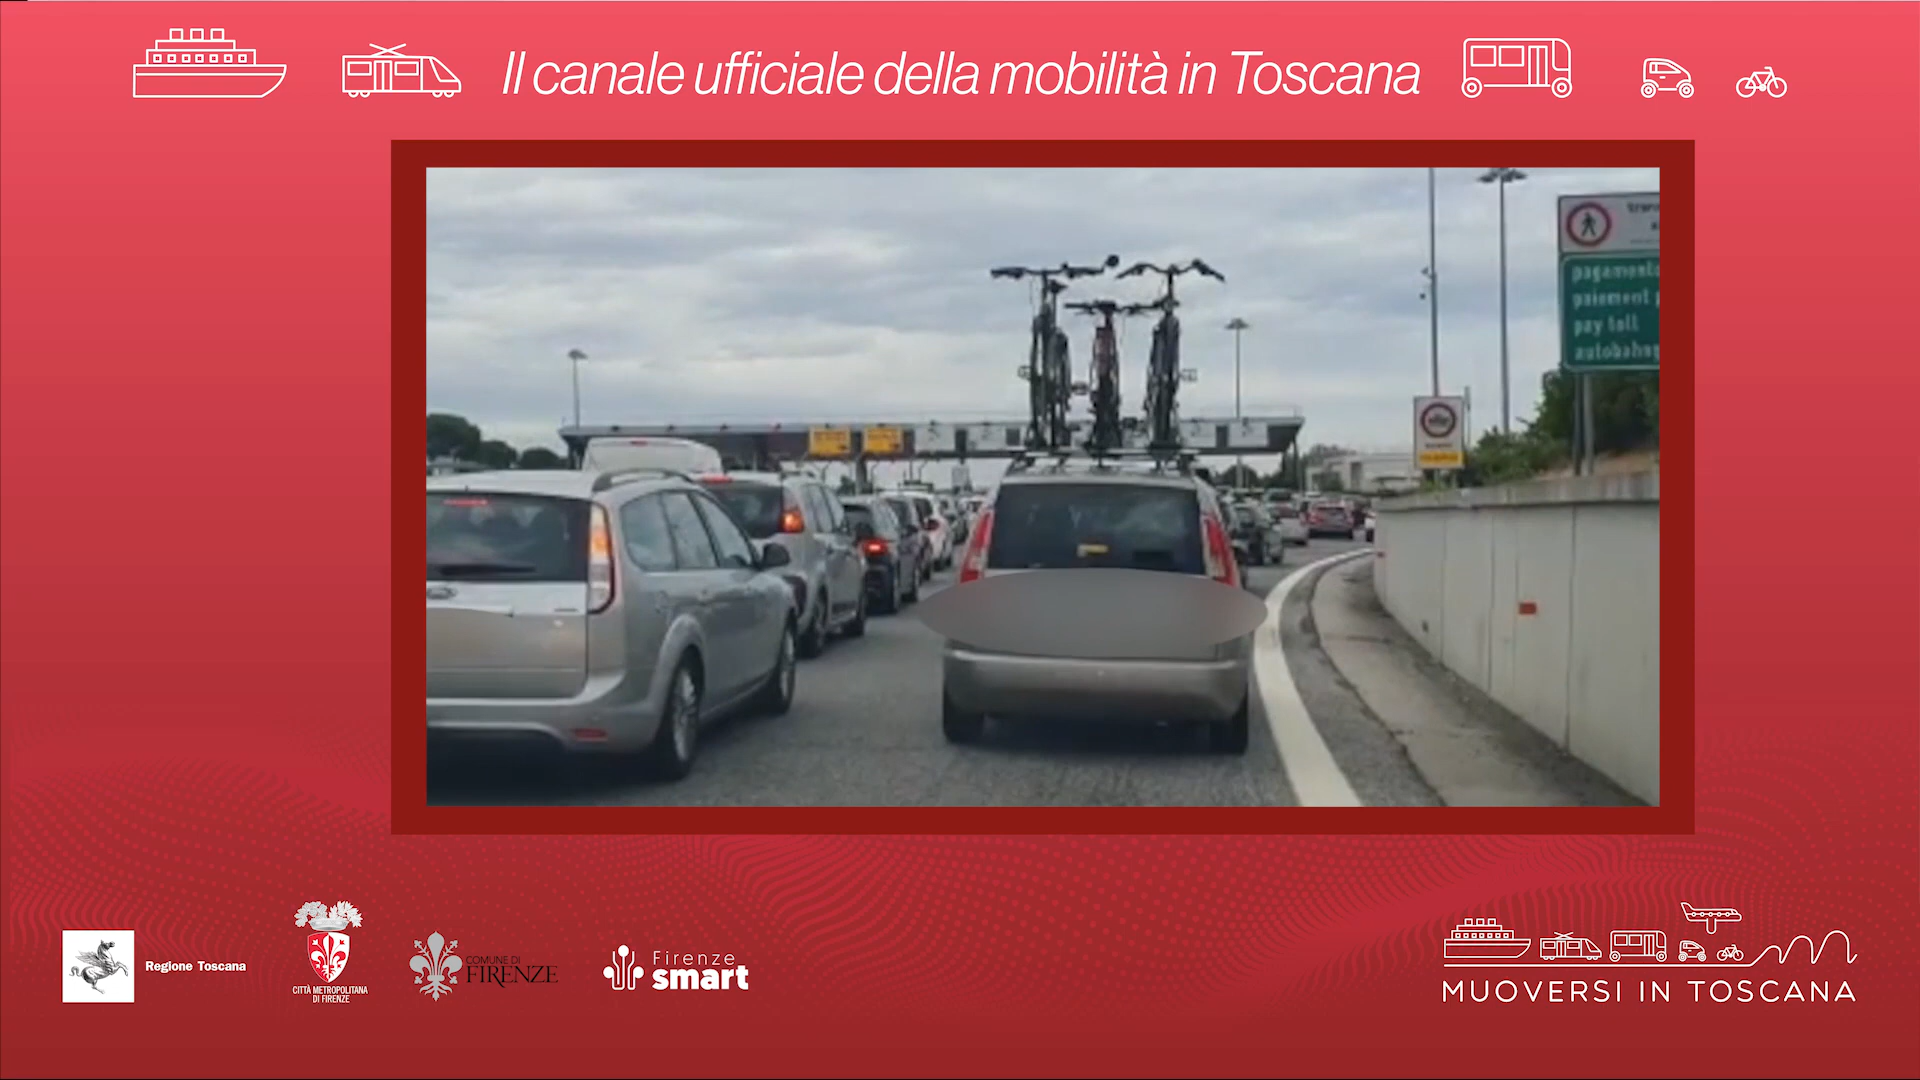 Il canale ufficiale della mobilità in Toscana
pagamento
paiement
pay toll
Regione Toscana
CITTÀ METROPOLITANA
DI FIRENZE
COMUNE DI
FIRENZE
Firenze
smart
MUOVERSI IN TOSCANA